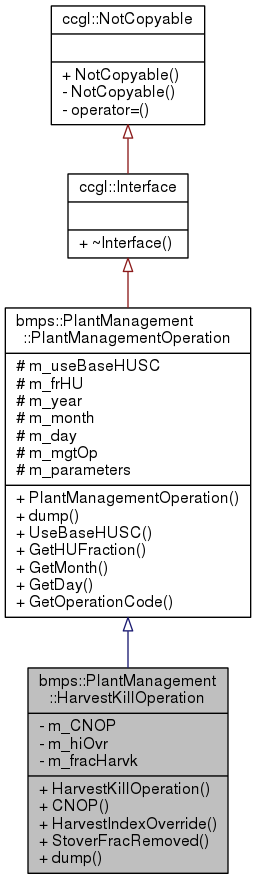 ccgl::NotCopyable
+ NotCopyable()
- NotCopyable()
- operator=()
ccgl::Interface
+ ~Interface()
bmps::PlantManagement
::PlantManagementOperation
# m_useBaseHUSC
# m_frHU
# m_year
# m_month
# m_day
# m_mgtOp
# m_parameters
+ PlantManagementOperation()
+ dump()
+ UseBaseHUSC()
+ GetHUFraction()
+ GetMonth()
+ GetDay()
+ GetOperationCode()
bmps::PlantManagement
::HarvestKillOperation
- m_CNOP
- m_hiOvr
- m_fracHarvk
+ HarvestKillOperation()
+ CNOP()
+ HarvestIndexOverride()
+ StoverFracRemoved()
+ dump()